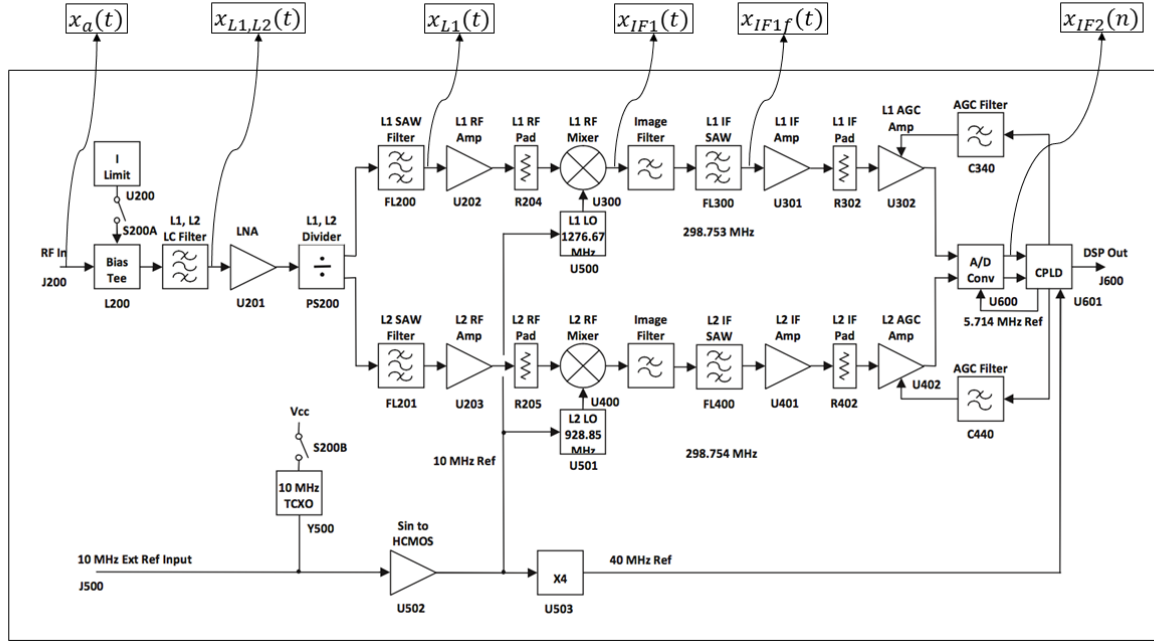 x_a(t)
x_{L1,L2}(t)
x_{L1}(t)
x_{IF1}(t)
x_{IF1f}(t)
x_{IF2}(n)
L1 SAW
Filter
FL200
L1 RF
Amp
U202
L1 RF
Pad
R204
L1 RF
Mixer
U300
Image
Filter
L1 IF
SAW
FL300
L1 IF
Amp
U301
L1 IF
Pad
R302
L1 AGC
Amp
U302
AGC Filter
C340
I
Limit
U200
S200A
RF In
J200
Bias
Tee
L200
L1, L2
LC Filter
LNA
U201
L1, L2
Divider
÷
PS200
L1 LO
1276.67
MHz
U500
298.753 MHz
A/D
Conv
U600
CPLD
U601
DSP Out
J600
5.714 MHz Ref
L2 SAW
Filter
FL201
L2 RF
Amp
U203
L2 RF
Pad
R205
L2 RF
Mixer
U400
Image
Filter
L2 IF
SAW
FL400
L2 IF
Amp
U401
L2 IF
Pad
R402
L2 AGC
Amp
U402
AGC Filter
C440
L2 LO
928.85
MHz
U501
298.754 MHz
10 MHz Ref
Vcc
S200B
10 MHz
TCXO
Y500
10 MHz Ext Ref Input
J500
Sin to
HCMOS
U502
X4
U503
40 MHz Ref